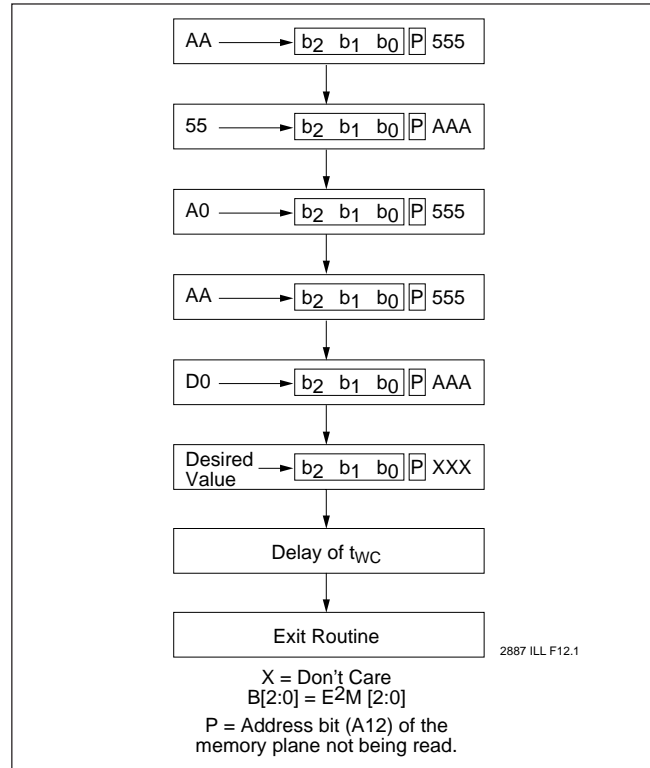 AA b2 b1 b0 P 555
55 b2 b1 b0 P AAA
A0 b2 b1 b0 P 555
AA b2 b1 b0 P 555
D0 b2 b1 b0 P AAA
Desired
Value b2 b1 b0 P XXX
Delay of tWC
Exit Routine
2887 ILL F12.1
X = Don't Care
B[2:0] = E2M [2:0]
P = Address bit (A12) of the
memory plane not being read.